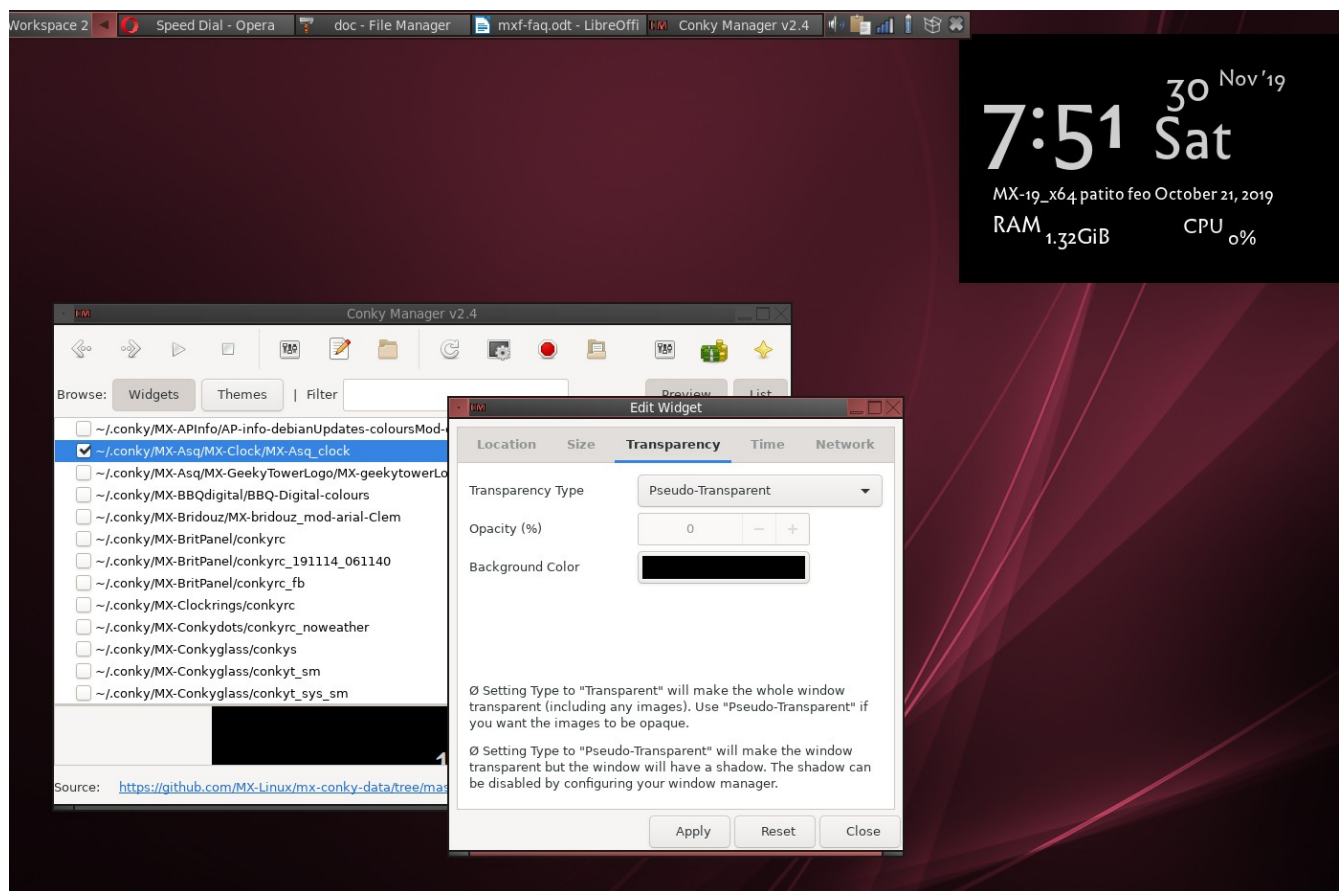 Workspace 2 Speed Dial - Opera doc - File Manager mxf-faq.odt - LibreOffi Conky Manager v2.4
30 Nov '19
7:51 Sat
MX-19_x64 patito feo October 21, 2019
RAM 1.32GiB CPU 0%
Conky Manager v2.4
Browse: Widgets Themes | Filter Preview List
~/.conky/MX-APInfo/AP-info-debianUpdates-coloursMod-
~/.conky/MX-Asq/MX-Clock/MX-Asq_clock
~/.conky/MX-Asq/MX-GeekyTowerLogo/MX-geekytowerLo
~/.conky/MX-BBQdigital/BBQ-Digital-colours
~/.conky/MX-Bridouz/MX-bridouz_mod-arial-Clem
~/.conky/MX-BritPanel/conkyrc
~/.conky/MX-BritPanel/conkyrc_191114_061140
~/.conky/MX-BritPanel/conkyrc_fb
~/.conky/MX-Clockrings/conkyrc
~/.conky/MX-Conkydots/conkyrc_noweather
~/.conky/MX-Conkyglass/conkys
~/.conky/MX-Conkyglass/conkyt_sm
~/.conky/MX-Conkyglass/conkyt_sys_sm
Source: https://github.com/MX-Linux/mx-conky-data/tree/mas
Edit Widget
Location Size Transparency Time Network
Transparency Type Pseudo-Transparent
Opacity (%) 0 − +
Background Color
Ø Setting Type to "Transparent" will make the whole window
transparent (including any images). Use "Pseudo-Transparent" if
you want the images to be opaque.
Ø Setting Type to "Pseudo-Transparent" will make the window
transparent but the window will have a shadow. The shadow can
be disabled by configuring your window manager.
Apply Reset Close